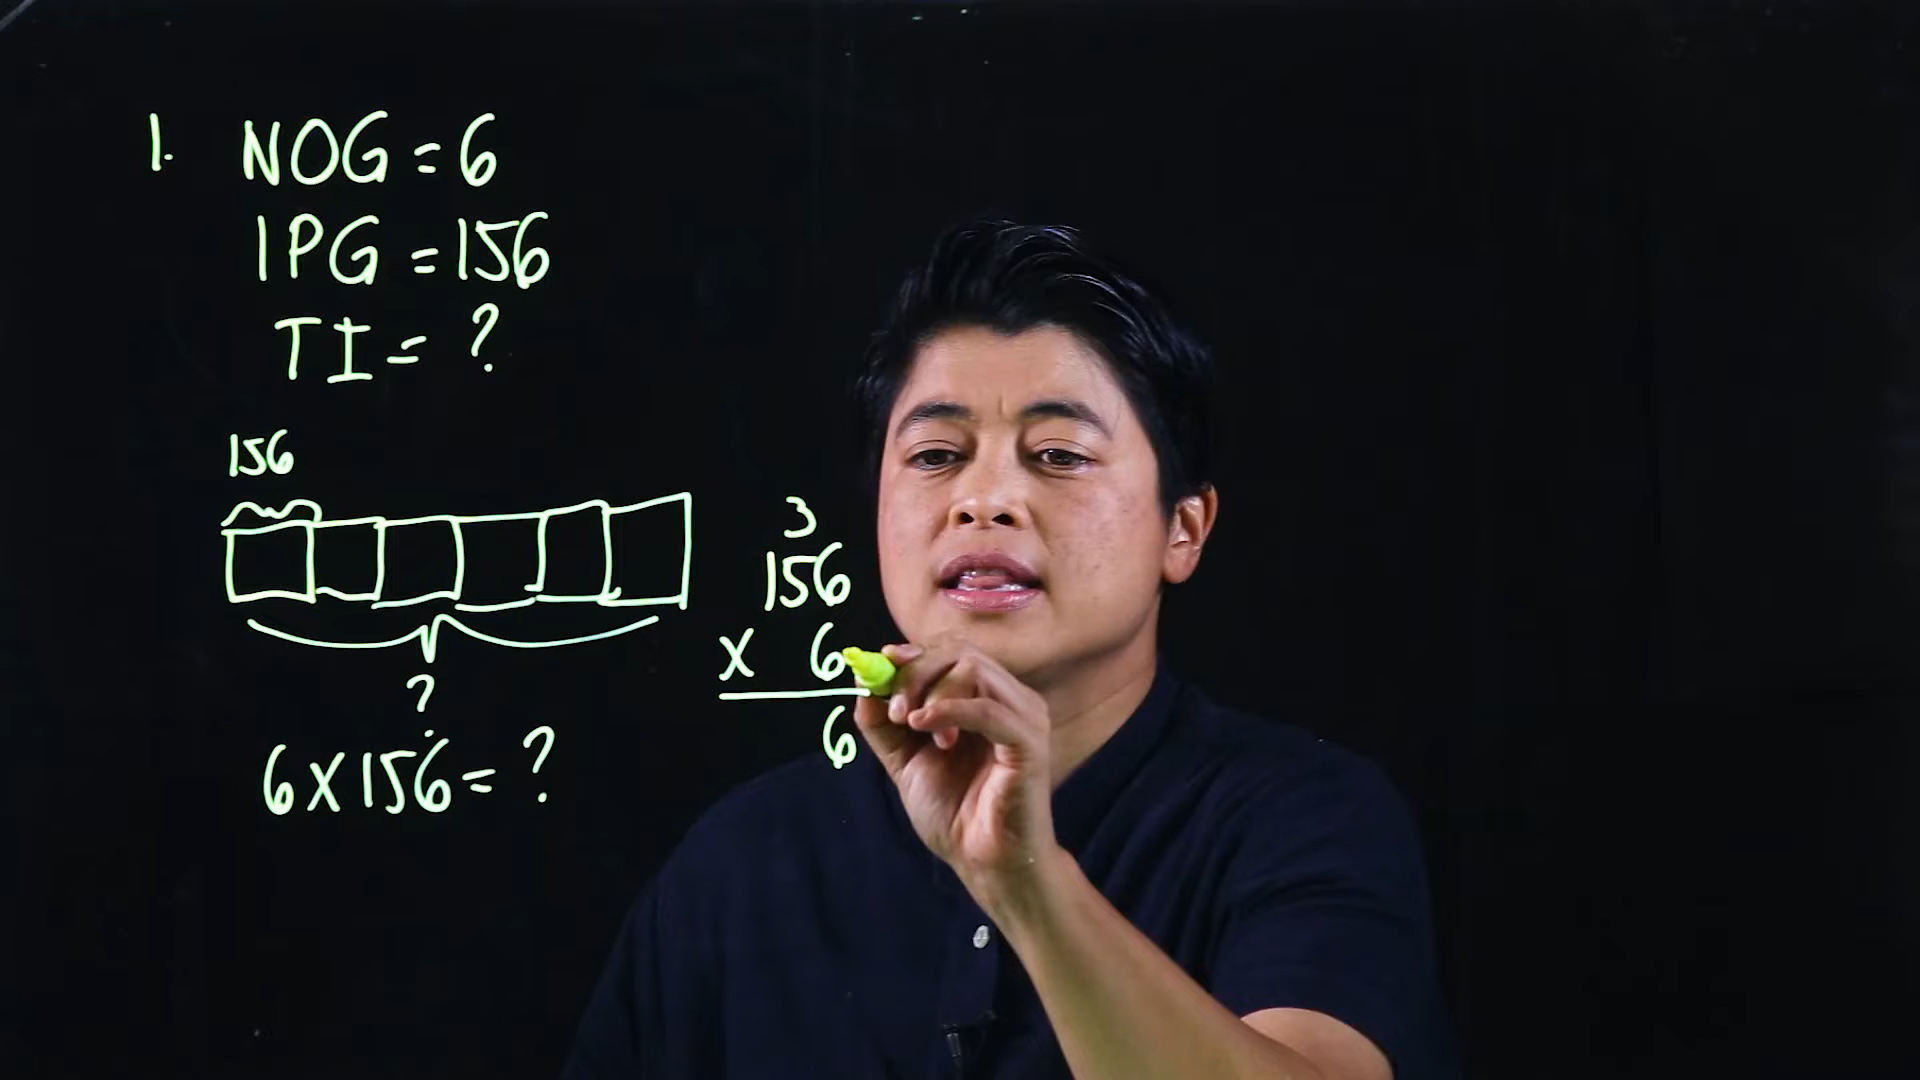 1. NOG = 6
IPG = 156
TI = ?
156
?
6 X 156 = ?
3
156
X 6
6